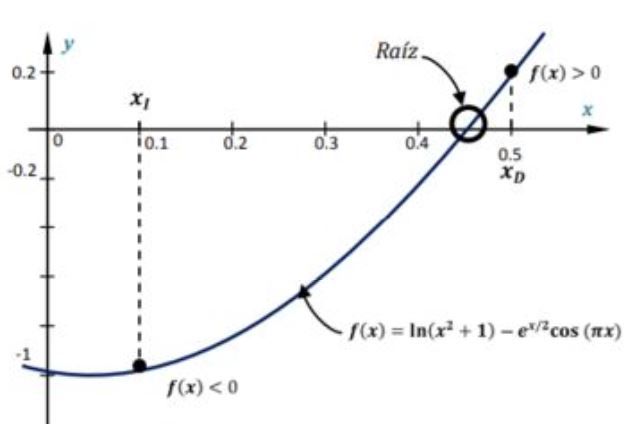 y
Raíz
0.2
f(x) > 0
x_I
x
0
0.1
0.2
0.3
0.4
0.5
-0.2
x_D
f(x) = ln(x² + 1) − e^{x/2}cos (πx)
-1
f(x) < 0